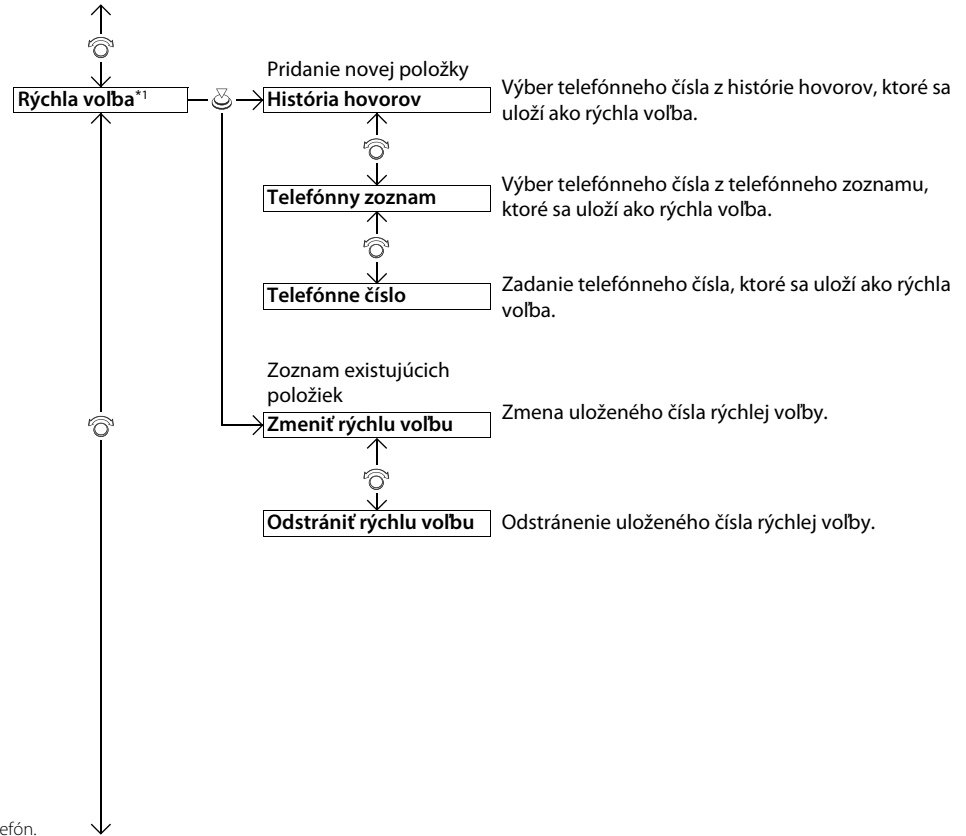 Pridanie novej položky
Rýchla voľba*1
História hovorov
Výber telefónneho čísla z histórie hovorov, ktoré sa
uloží ako rýchla voľba.
Telefónny zoznam
Výber telefónneho čísla z telefónneho zoznamu,
ktoré sa uloží ako rýchla voľba.
Telefónne číslo
Zadanie telefónneho čísla, ktoré sa uloží ako rýchla
voľba.
Zoznam existujúcich
položiek
Zmeniť rýchlu voľbu
Zmena uloženého čísla rýchlej voľby.
Odstrániť rýchlu voľbu
Odstránenie uloženého čísla rýchlej voľby.
efón.